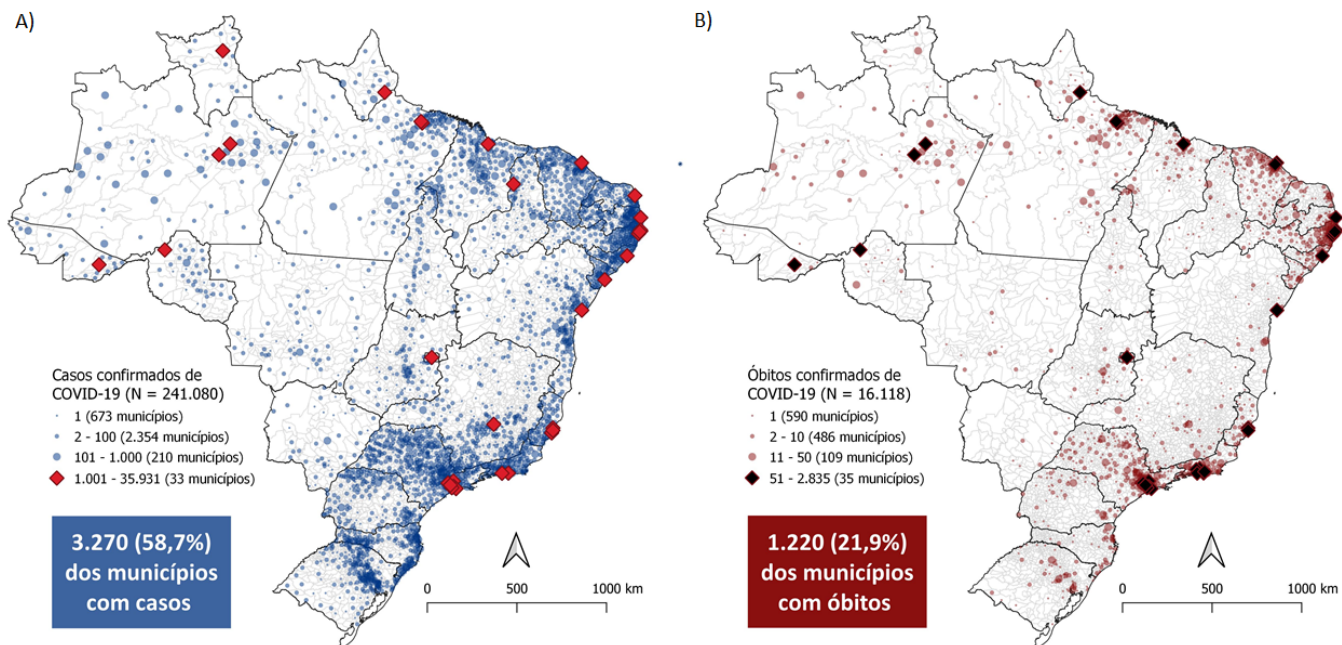 A)
Casos confirmados de
COVID-19 (N = 241.080)
1 (673 municípios)
2 - 100 (2.354 municípios)
101 - 1.000 (210 municípios)
1.001 - 35.931 (33 municípios)
3.270 (58,7%)
dos municípios
com casos
0 500 1000 km
B)
Óbitos confirmados de
COVID-19 (N = 16.118)
1 (590 municípios)
2 - 10 (486 municípios)
11 - 50 (109 municípios)
51 - 2.835 (35 municípios)
1.220 (21,9%)
dos municípios
com óbitos
0 500 1000 km